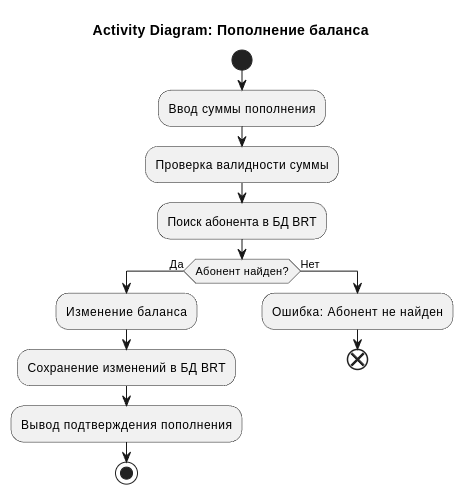 Activity Diagram: Пополнение баланса
Ввод суммы пополнения
Проверка валидности суммы
Поиск абонента в БД BRT
Да
Абонент найден?
Нет
Изменение баланса
Ошибка: Абонент не найден
Сохранение изменений в БД BRT
Вывод подтверждения пополнения